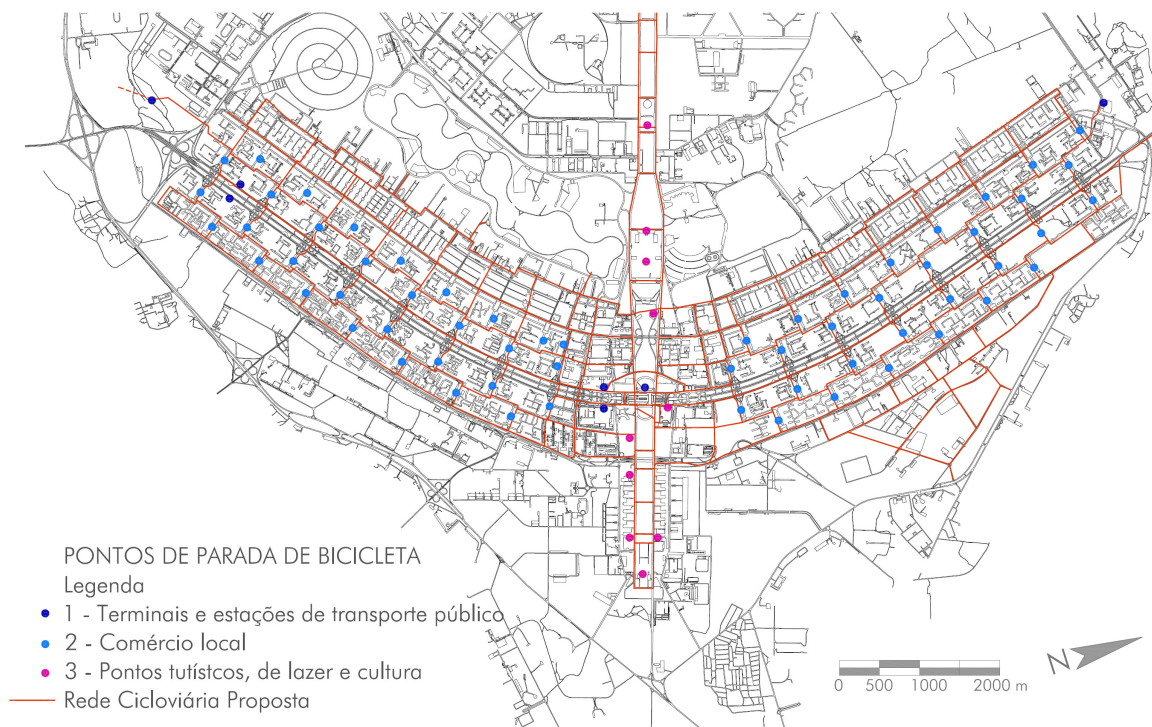 PONTOS DE PARADA DE BICICLETA
Legenda
1 - Terminais e estações de transporte público
2 - Comércio local
3 - Pontos tutístcos, de lazer e cultura
Rede Cicloviária Proposta
0 500 1000 2000 m
N